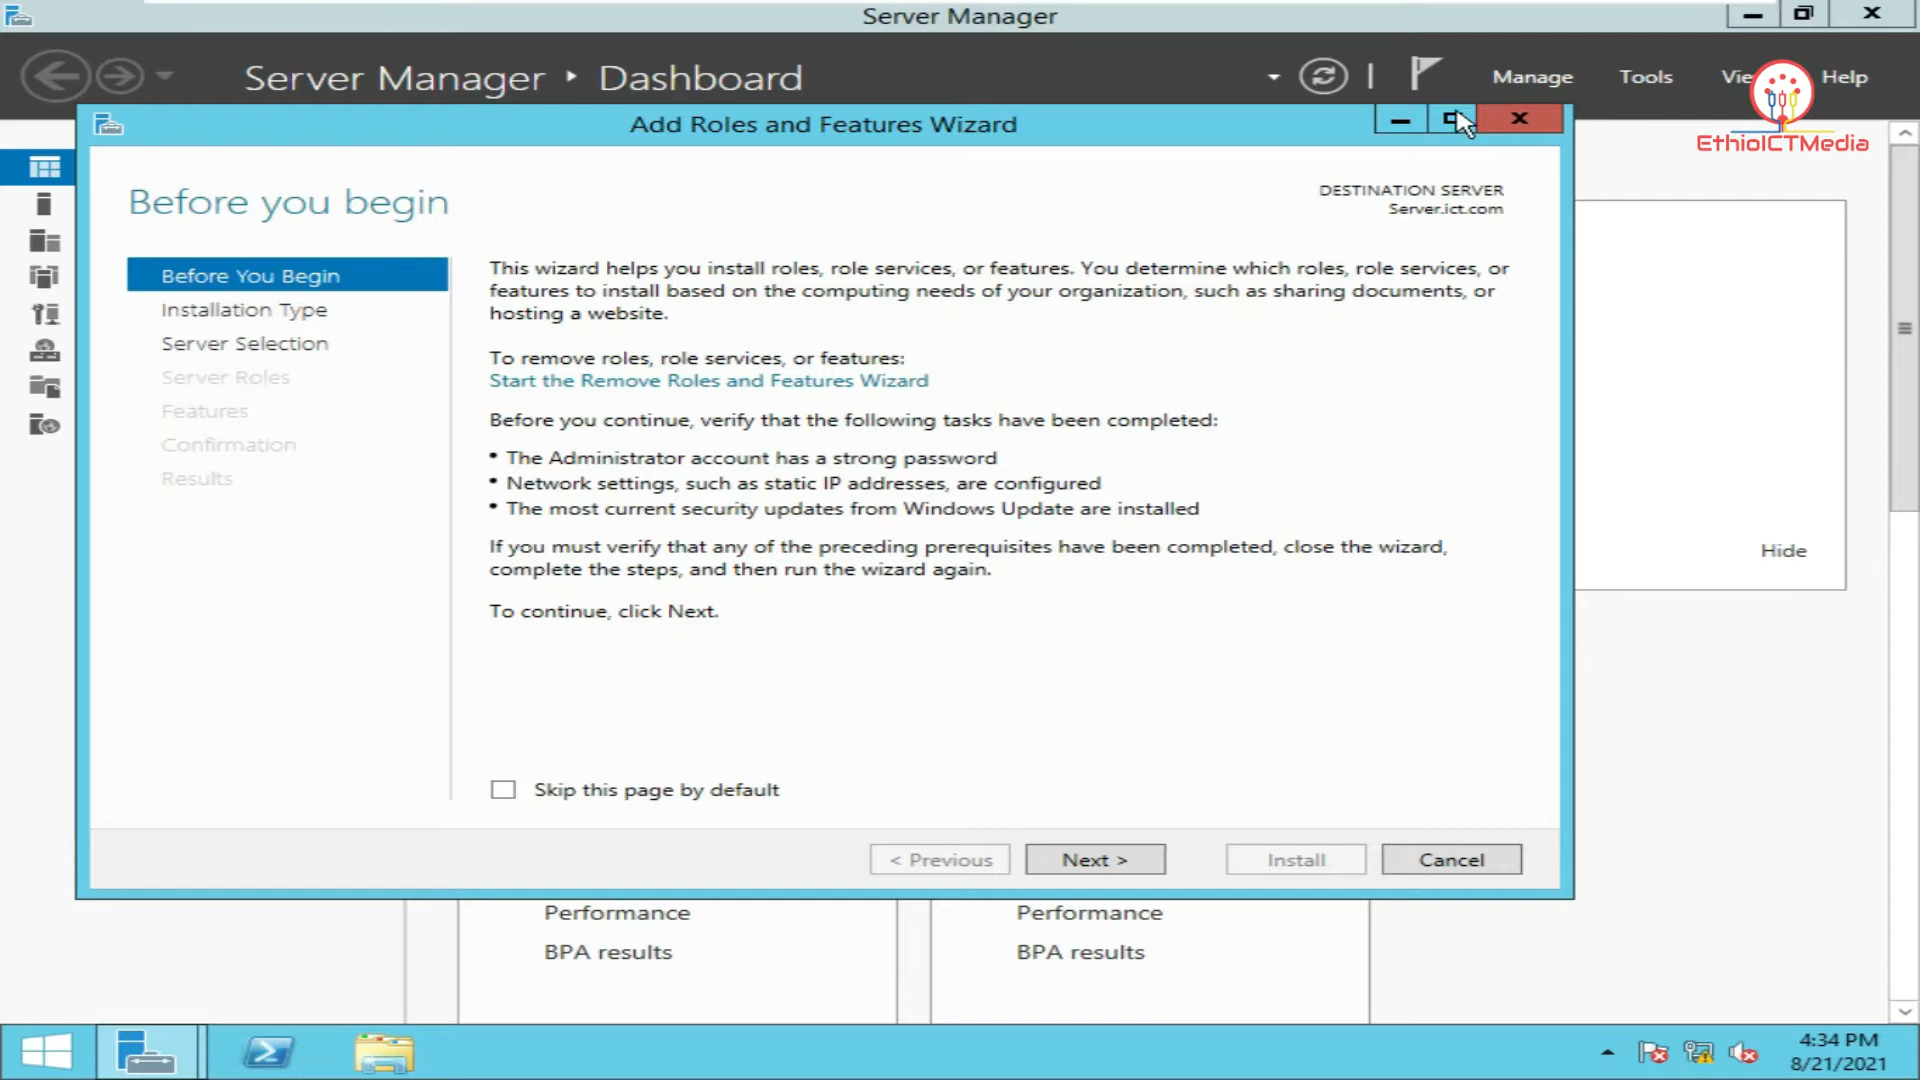 Server Manager
Server Manager ‣ Dashboard
Manage
Tools
Help
EthioICTMedia
Add Roles and Features Wizard
Before you begin
DESTINATION SERVER
Server.ict.com
Before You Begin
Installation Type
Server Selection
Server Roles
Features
Confirmation
Results
This wizard helps you install roles, role services, or features. You determine which roles, role services, or
features to install based on the computing needs of your organization, such as sharing documents, or
hosting a website.
To remove roles, role services, or features:
Start the Remove Roles and Features Wizard
Before you continue, verify that the following tasks have been completed:
• The Administrator account has a strong password
• Network settings, such as static IP addresses, are configured
• The most current security updates from Windows Update are installed
If you must verify that any of the preceding prerequisites have been completed, close the wizard,
complete the steps, and then run the wizard again.
To continue, click Next.
Hide
Skip this page by default
< Previous
Next >
Install
Cancel
Performance
BPA results
Performance
BPA results
4:34 PM
8/21/2021